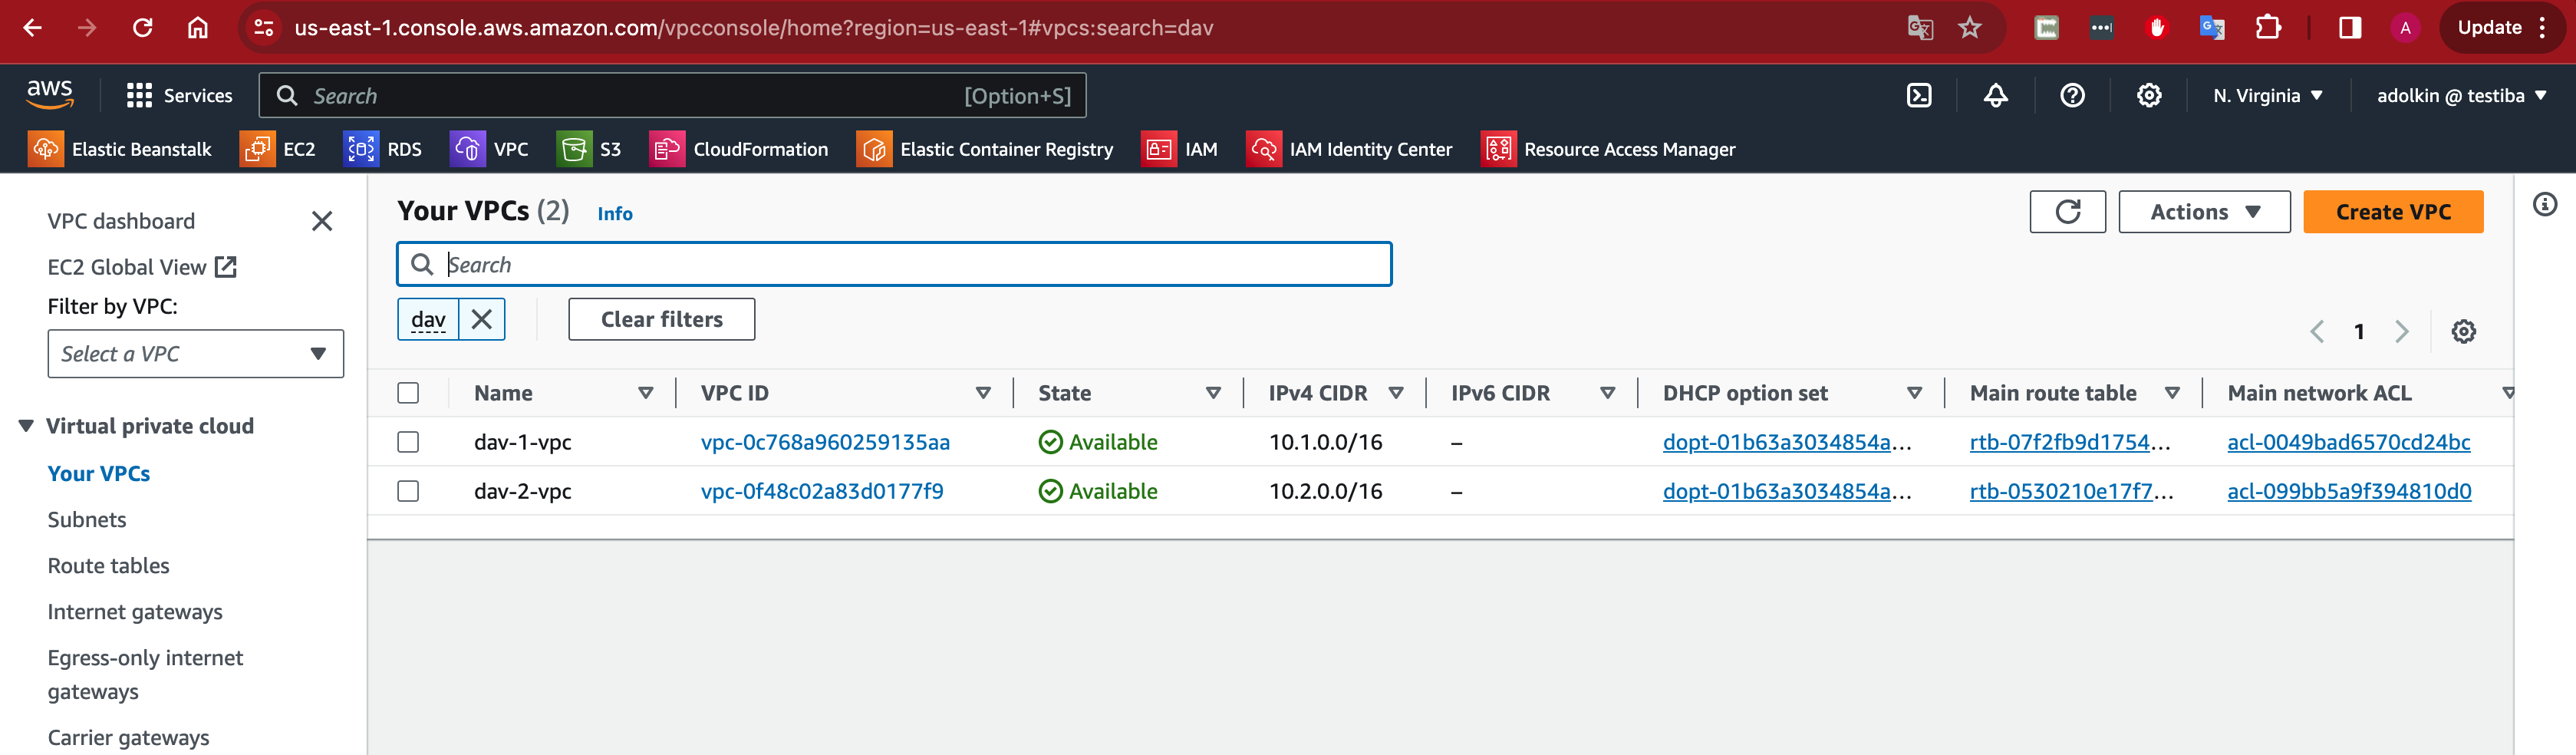 us-east-1.console.aws.amazon.com/vpcconsole/home?region=us-east-1#vpcs:search=dav
A
Update
aws
Services
Search
[Option+S]
N. Virginia
adolkin @ testiba
Elastic Beanstalk
EC2
RDS
VPC
S3
CloudFormation
Elastic Container Registry
IAM
IAM Identity Center
Resource Access Manager
VPC dashboard
EC2 Global View
Filter by VPC:
Select a VPC
Virtual private cloud
Your VPCs
Subnets
Route tables
Internet gateways
Egress-only internet
gateways
Carrier gateways
Your VPCs (2) Info
Actions
Create VPC
Search
dav
Clear filters
1
Name VPC ID State IPv4 CIDR IPv6 CIDR DHCP option set Main route table Main network ACL
dav-1-vpc vpc-0c768a960259135aa Available 10.1.0.0/16 – dopt-01b63a3034854a... rtb-07f2fb9d1754... acl-0049bad6570cd24bc
dav-2-vpc vpc-0f48c02a83d0177f9 Available 10.2.0.0/16 – dopt-01b63a3034854a... rtb-0530210e17f7... acl-099bb5a9f394810d0